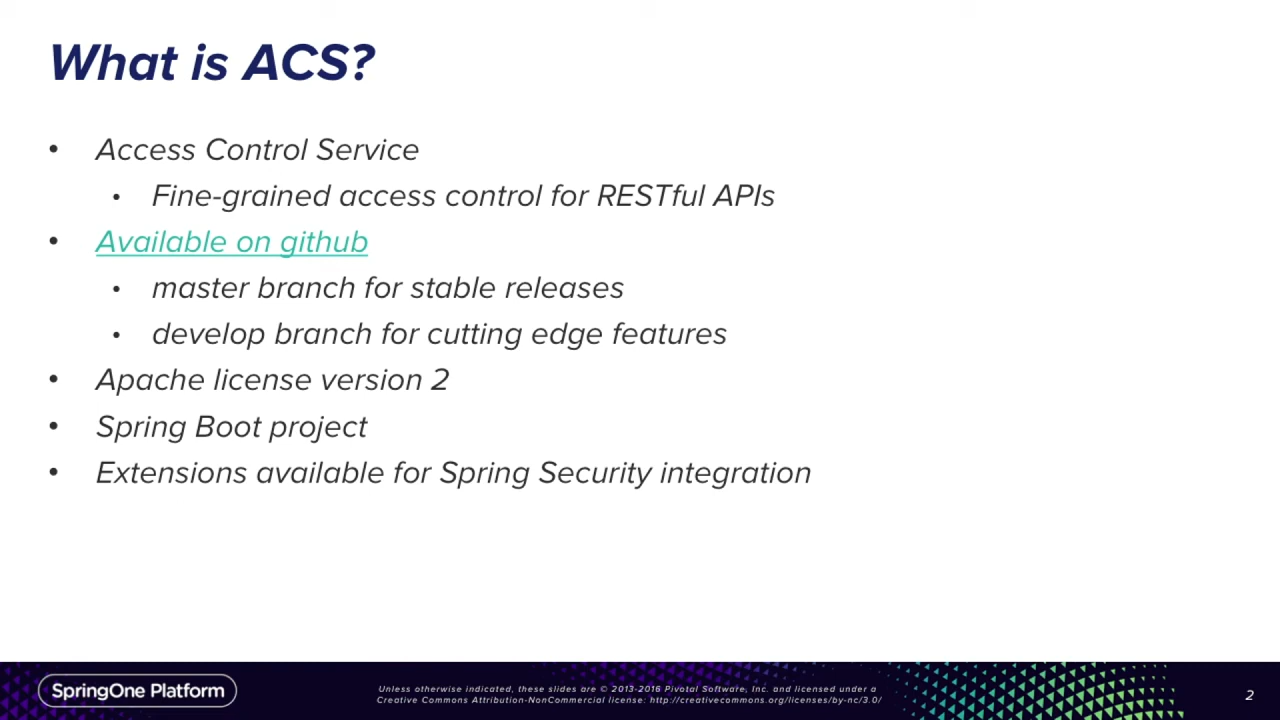 What is ACS?
• Access Control Service
• Fine-grained access control for RESTful APIs
• Available on github
• master branch for stable releases
• develop branch for cutting edge features
• Apache license version 2
• Spring Boot project
• Extensions available for Spring Security integration
SpringOne Platform
Unless otherwise indicated, these slides are © 2013-2016 Pivotal Software, Inc. and licensed under a
Creative Commons Attribution-NonCommercial license: http://creativecommons.org/licenses/by-nc/3.0/
2